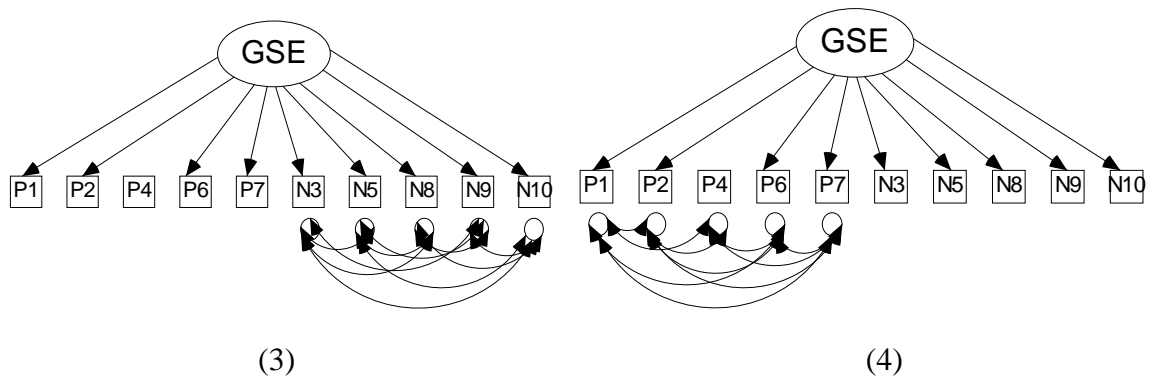 GSE GSE
P1 P2 P4 P6 P7 N3 N5 N8 N9 N10 P1 P2 P4 P6 P7 N3 N5 N8 N9 N10
(3) (4)